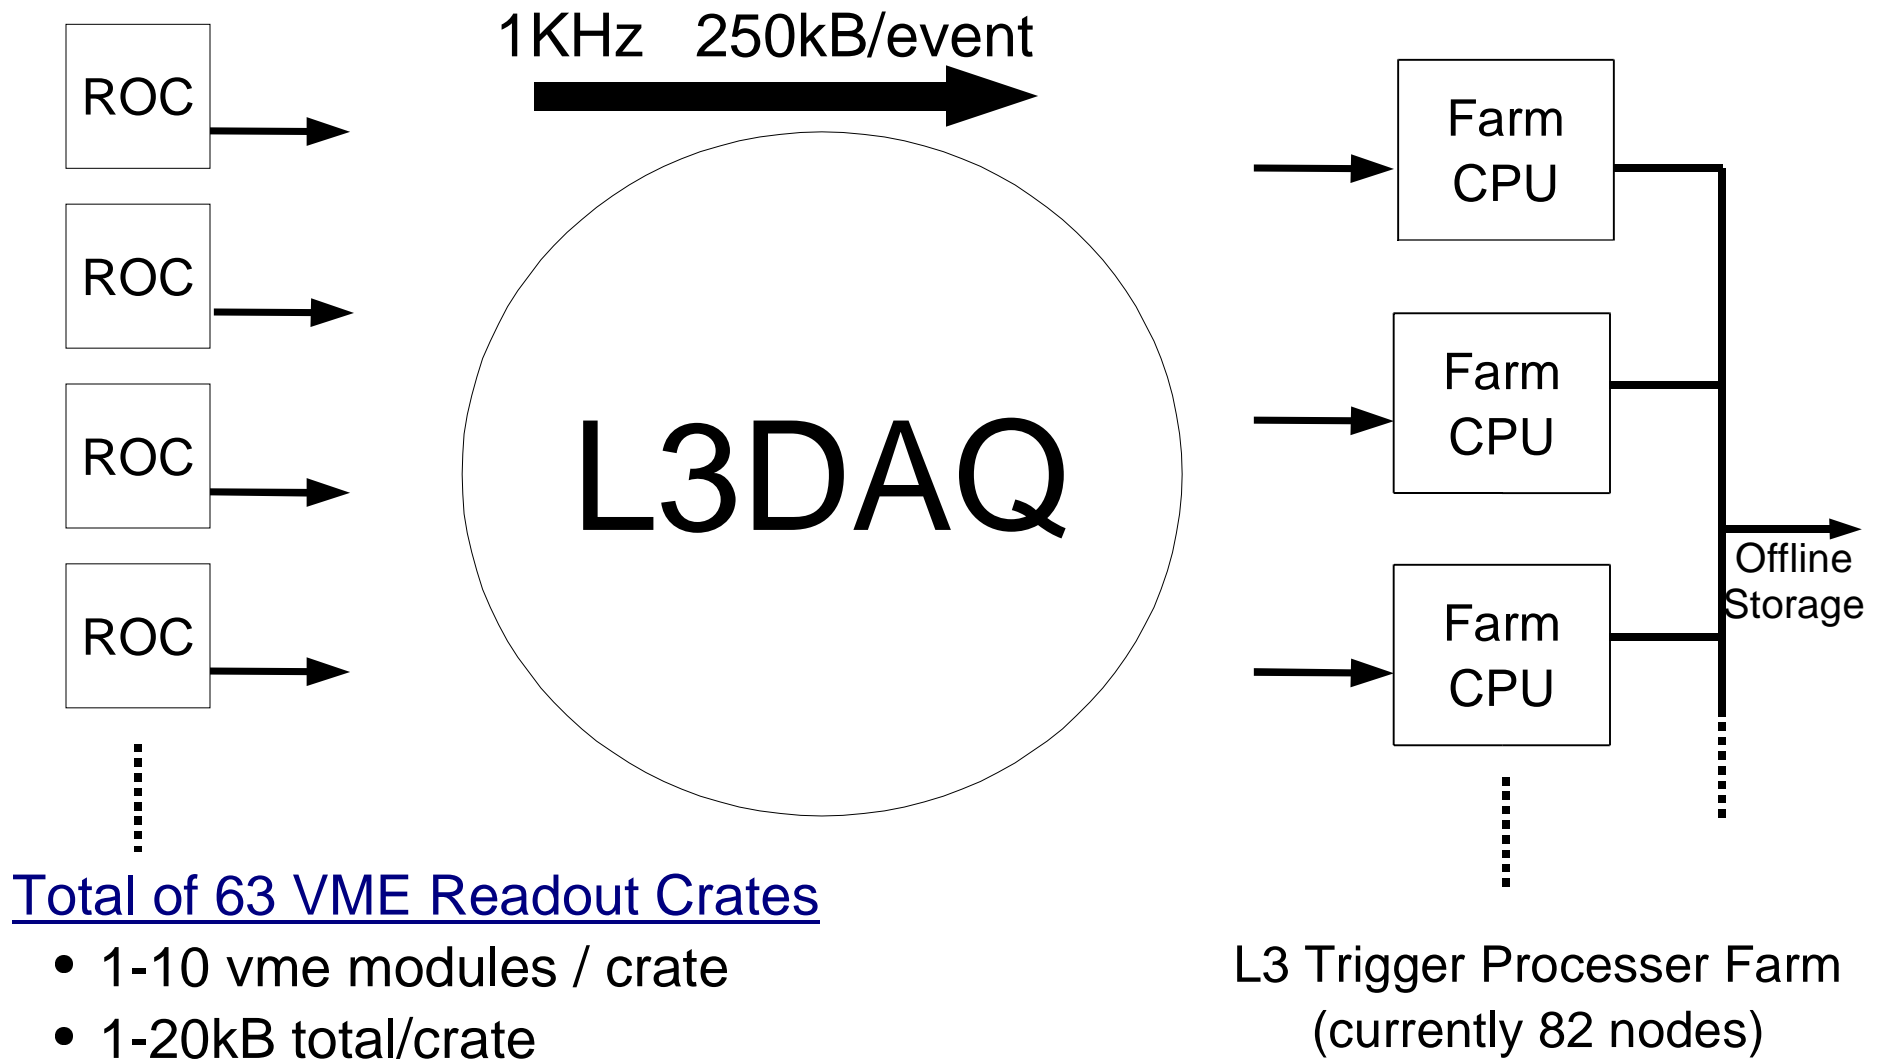 1KHz 250kB/event
ROC
ROC
ROC
ROC
L3DAQ
Farm
CPU
Farm
CPU
Farm
CPU
Offline
Storage
Total of 63 VME Readout Crates
• 1-10 vme modules / crate
• 1-20kB total/crate
L3 Trigger Processer Farm
(currently 82 nodes)